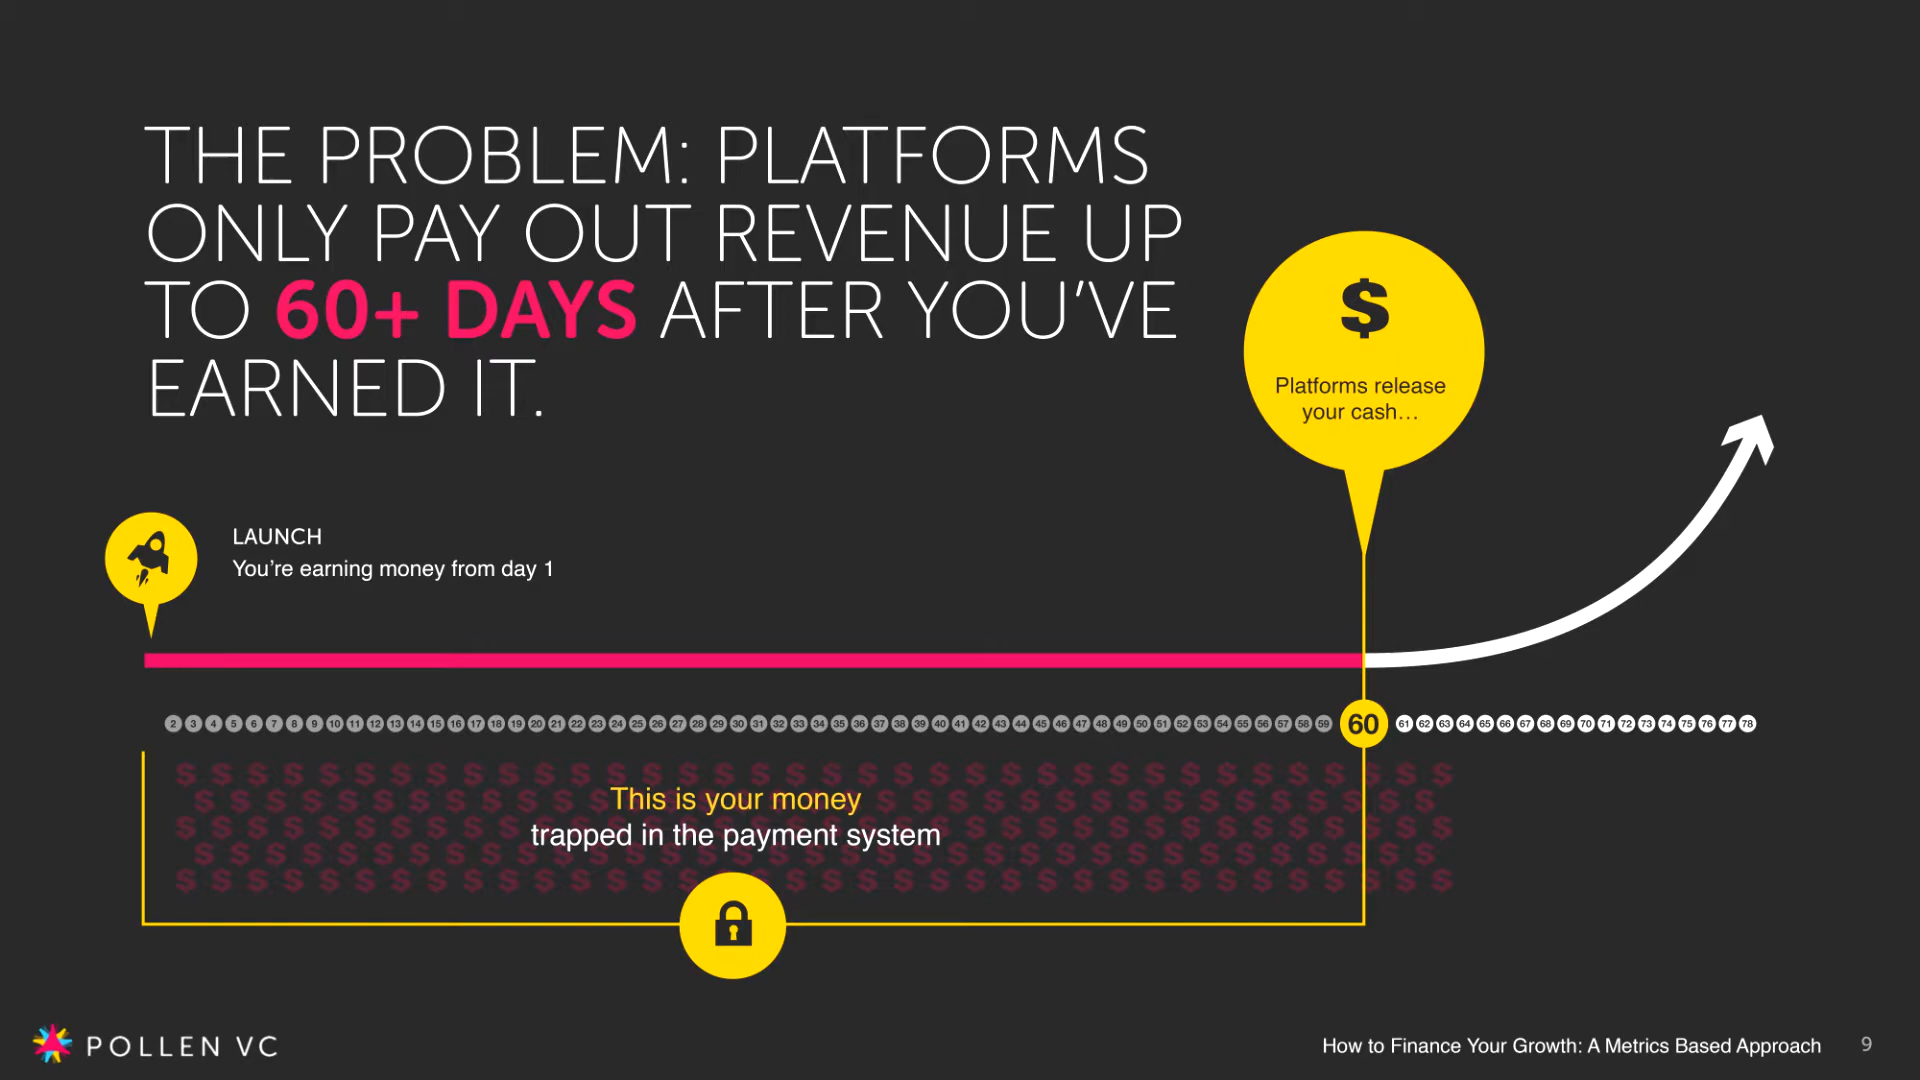 THE PROBLEM: PLATFORMS
ONLY PAY OUT REVENUE UP
TO 60+ DAYS AFTER YOU'VE
EARNED IT.
$
Platforms release
your cash…
LAUNCH
You're earning money from day 1
2 3 4 5 6 7 8 9 10 11 12 13 14 15 16 17 18 19 20 21 22 23 24 25 26 27 28 29 30 31 32 33 34 35 36 37 38 39 40 41 42 43 44 45 46 47 48 49 50 51 52 53 54 55 56 57 58 59 60 61 62 63 64 65 66 67 68 69 70 71 72 73 74 75 76 77 78
This is your money
trapped in the payment system
POLLEN VC
How to Finance Your Growth: A Metrics Based Approach 9